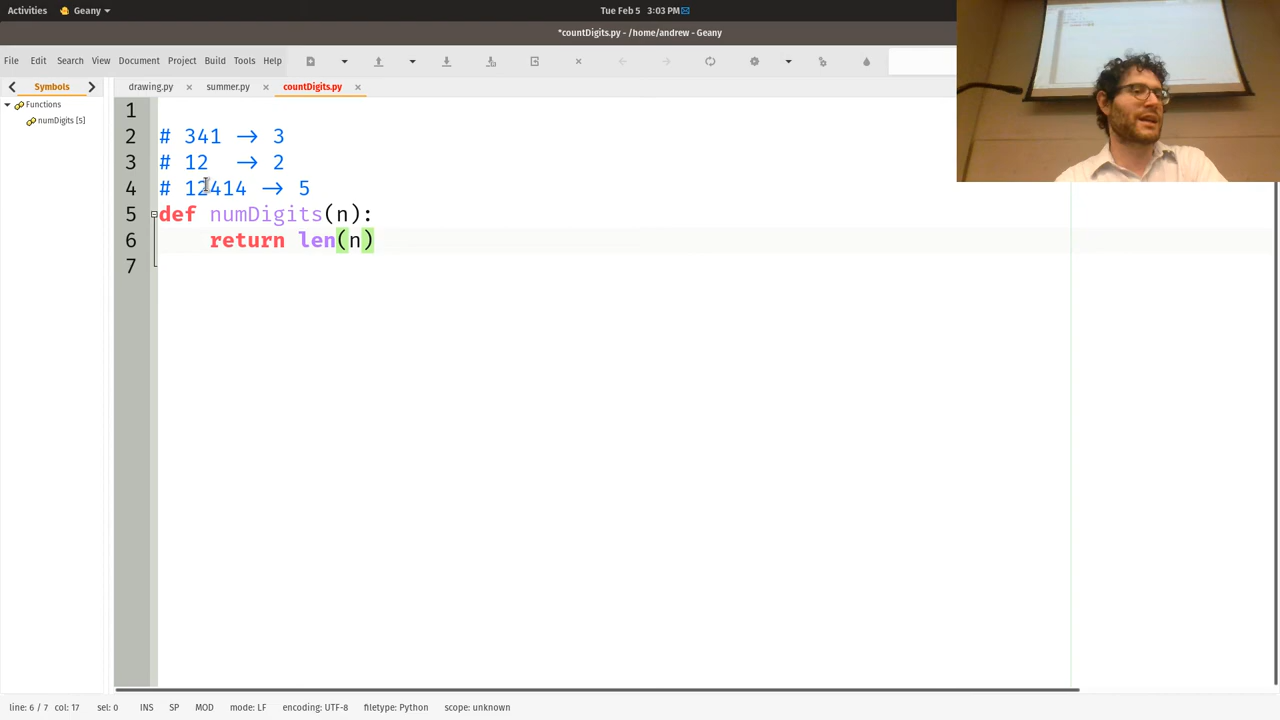 Activities Geany Tue Feb 5 3:03 PM
*countDigits.py - /home/andrew - Geany
File Edit Search View Document Project Build Tools Help
Symbols drawing.py summer.py countDigits.py
Functions
numDigits [5]
1
2 # 341 -> 3
3 # 12 -> 2
4 # 12414 -> 5
5 def numDigits(n):
6 return len(n)
7
line: 6 / 7 col: 17 sel: 0 INS SP MOD mode: LF encoding: UTF-8 filetype: Python scope: unknown